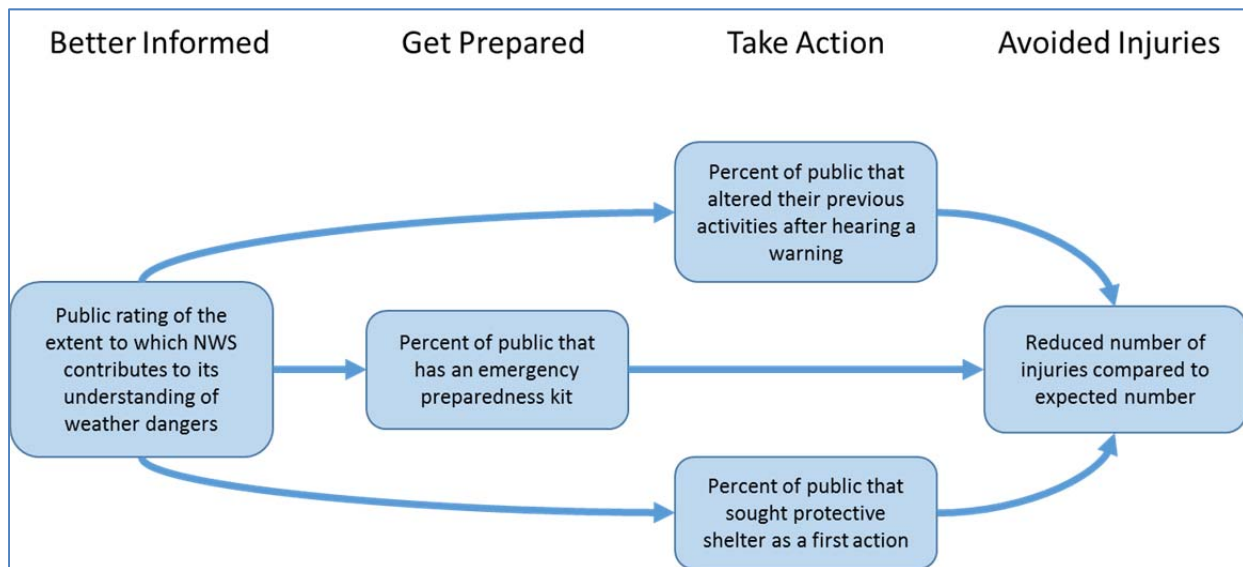 Better Informed
Get Prepared
Take Action
Avoided Injuries
Percent of public that
altered their previous
activities after hearing a
warning
Public rating of the
extent to which NWS
contributes to its
understanding of
weather dangers
Percent of public that
has an emergency
preparedness kit
Reduced number of
injuries compared to
expected number
Percent of public that
sought protective
shelter as a first action